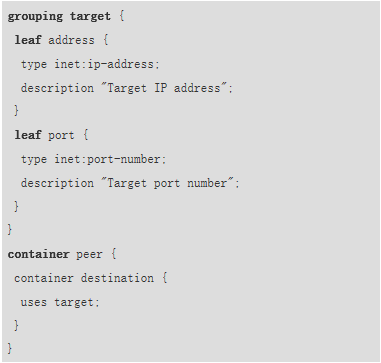 grouping target {
leaf address {
type inet:ip-address;
description "Target IP address";
}
leaf port {
type inet:port-number;
description "Target port number";
}
}
container peer {
container destination {
uses target;
}
}